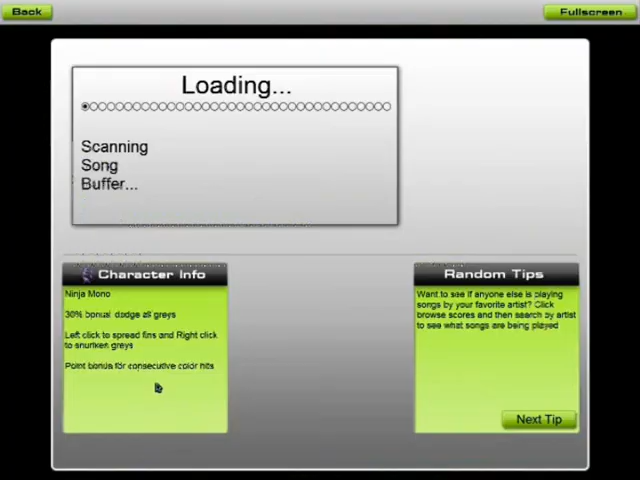 Back
Fullscreen
Loading...
Scanning
Song
Buffer...
Character Info
Ninja Mono
30% bonus: dodge all greys
Left click to spread fins and Right click
to shuriken greys
Point bonus for consecutive color hits
Random Tips
Want to see if anyone else is playing
songs by your favorite artist? Click
browse scores and then search by artist
to see what songs are being played
Next Tip